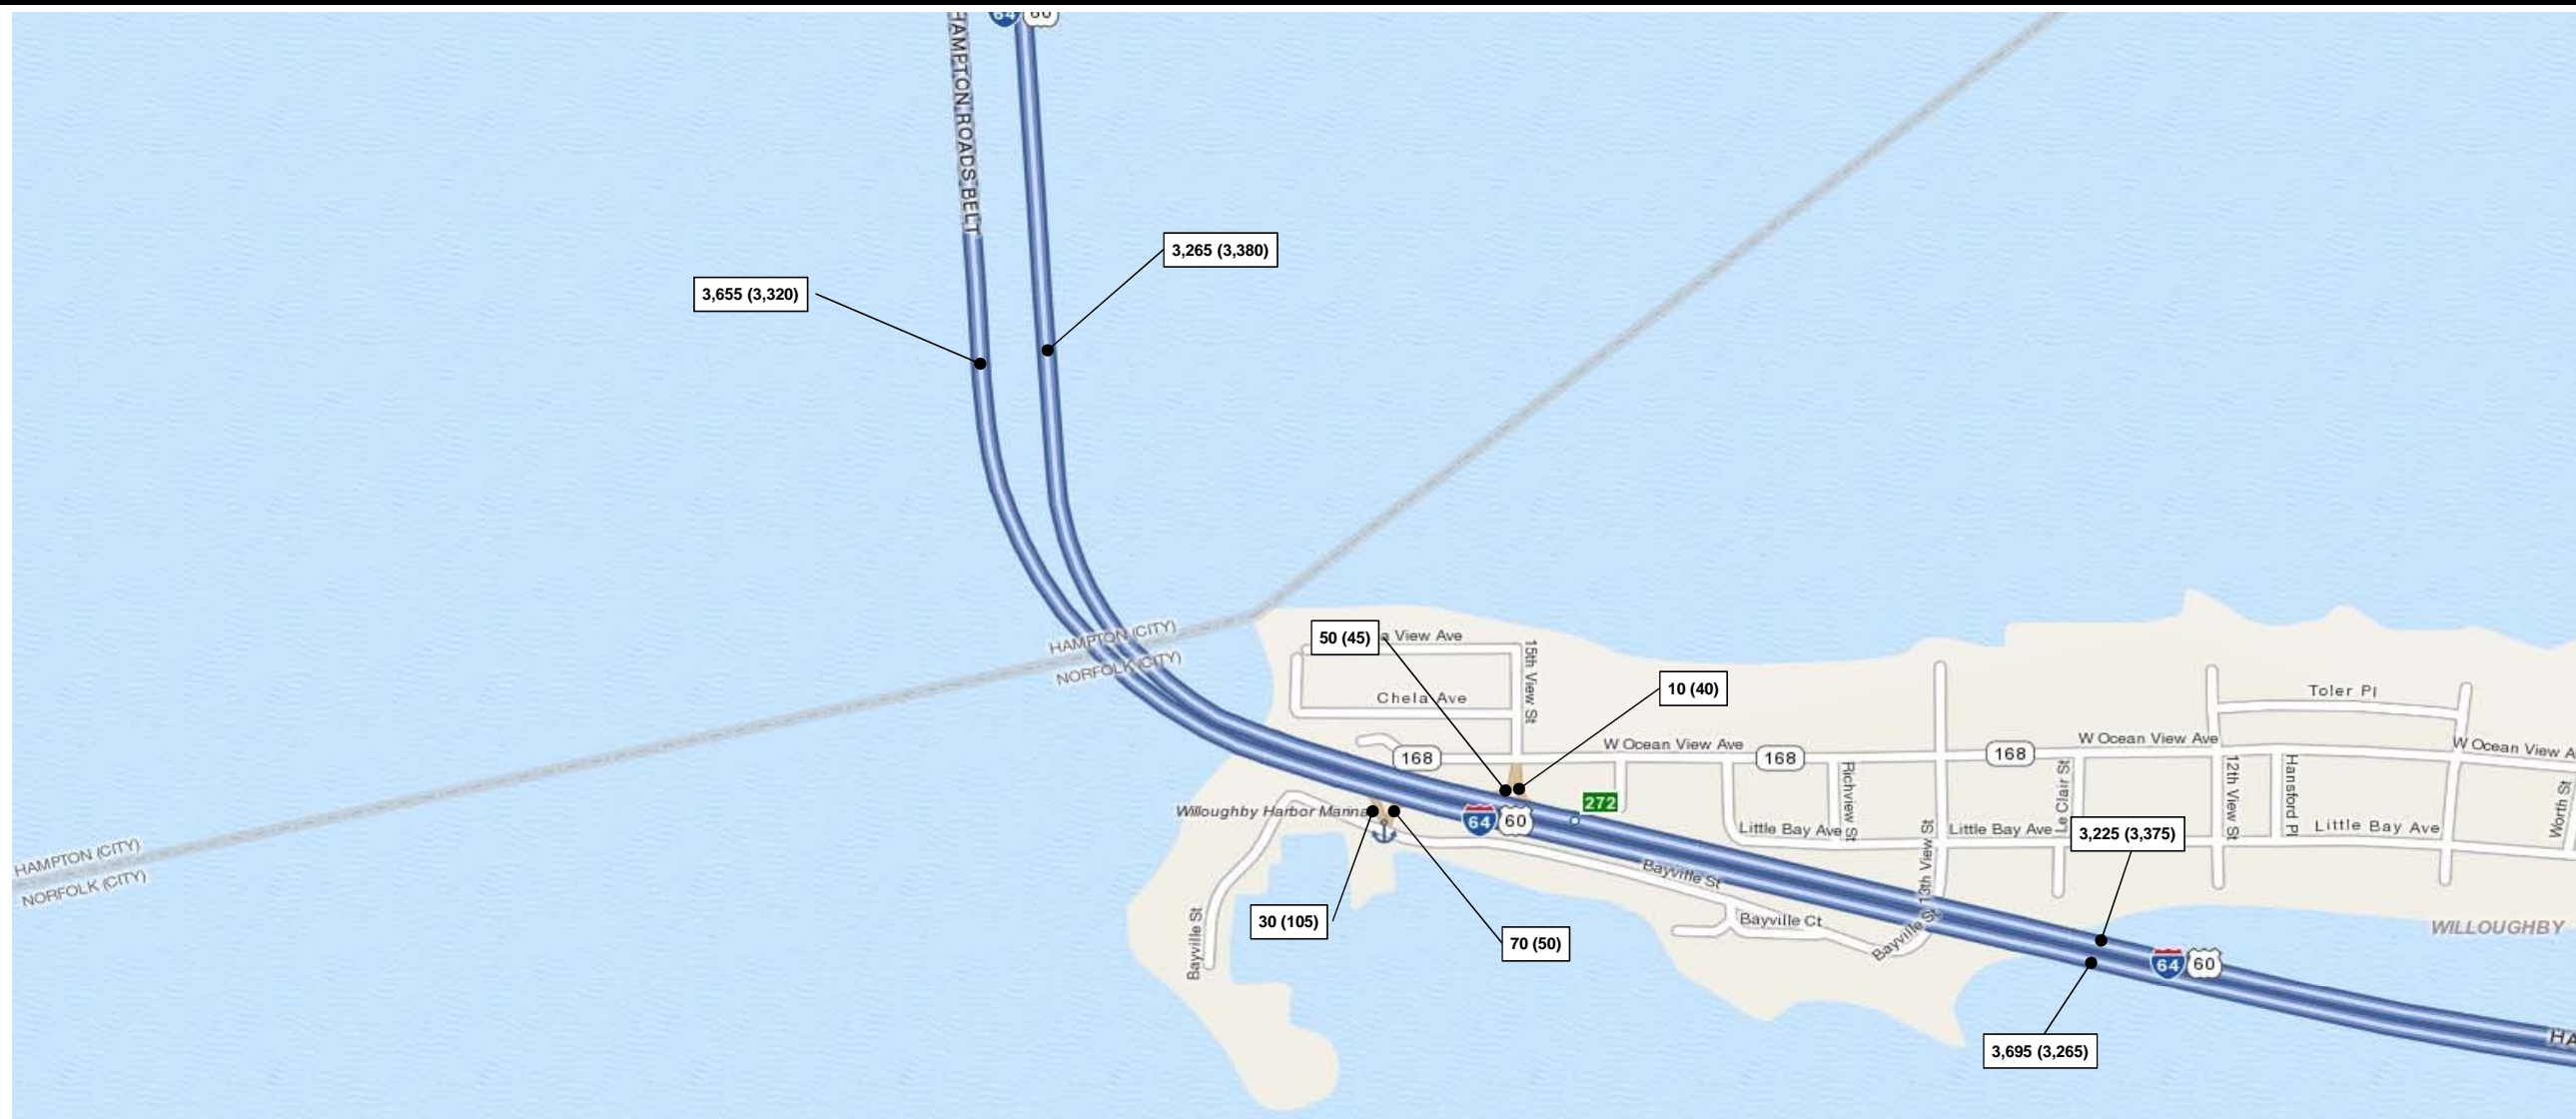 64
60
HAMPTON ROADS BELT
3,265 (3,380)
3,655 (3,320)
HAMPTON (CITY)
NORFOLK (CITY)
50 (45)
a View Ave
15th View St
10 (40)
Chela Ave
Toler Pl
168
W Ocean View Ave
168
168
W Ocean View Ave
W Ocean View A
Willoughby Harbor Marina
272
64
60
Richview St
Le Clair St
12th View St
Hansford Pl
Worth St
Little Bay Ave
Little Bay Ave
Little Bay Ave
3,225 (3,375)
HAMPTON (CITY)
NORFOLK (CITY)
Bayville St
13th View St
30 (105)
70 (50)
Bayville St
Bayville Ct
Bayville St
WILLOUGHBY
64
60
3,695 (3,265)
HA